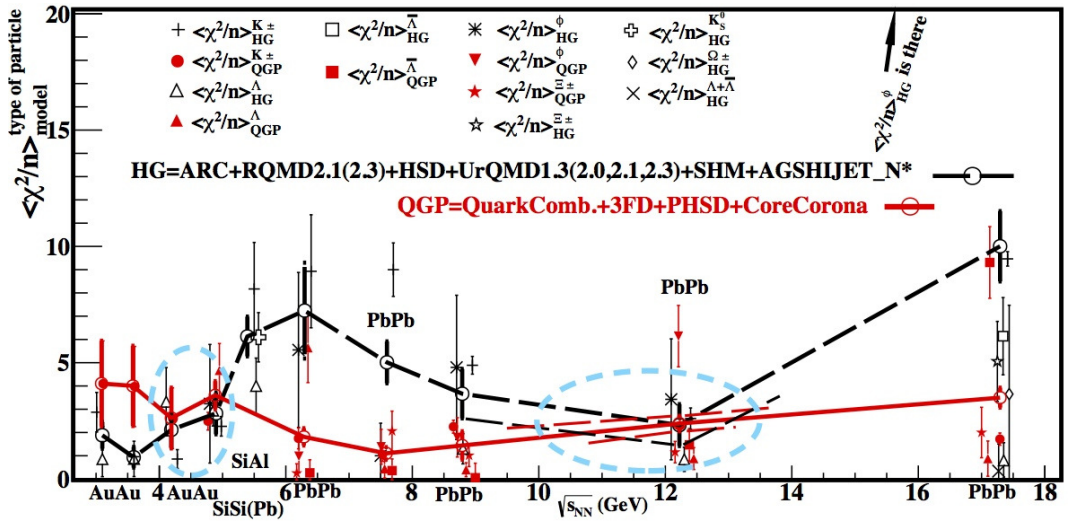 <χ²/n>type of particle model
20
15
10
5
0
<χ²/n>K± HG
<χ²/n>K± QGP
<χ²/n>Λ HG
<χ²/n>Λ QGP
<χ²/n>Λ̅ HG
<χ²/n>Λ̅ QGP
<χ²/n>ϕ HG
<χ²/n>ϕ QGP
<χ²/n>Ξ± QGP
<χ²/n>Ξ± HG
<χ²/n>K⁰S HG
<χ²/n>Ω± HG
<χ²/n>Λ+Λ̅ HG
<χ²/n>ϕ HG is there
HG=ARC+RQMD2.1(2.3)+HSD+UrQMD1.3(2.0,2.1,2.3)+SHM+AGSHIJET_N*
QGP=QuarkComb.+3FD+PHSD+CoreCorona
PbPb
PbPb
SiAl
AuAu 4 AuAu 6 PbPb 8 PbPb 10 √sNN (GeV) 12 14 16 PbPb 18
SiSi(Pb)